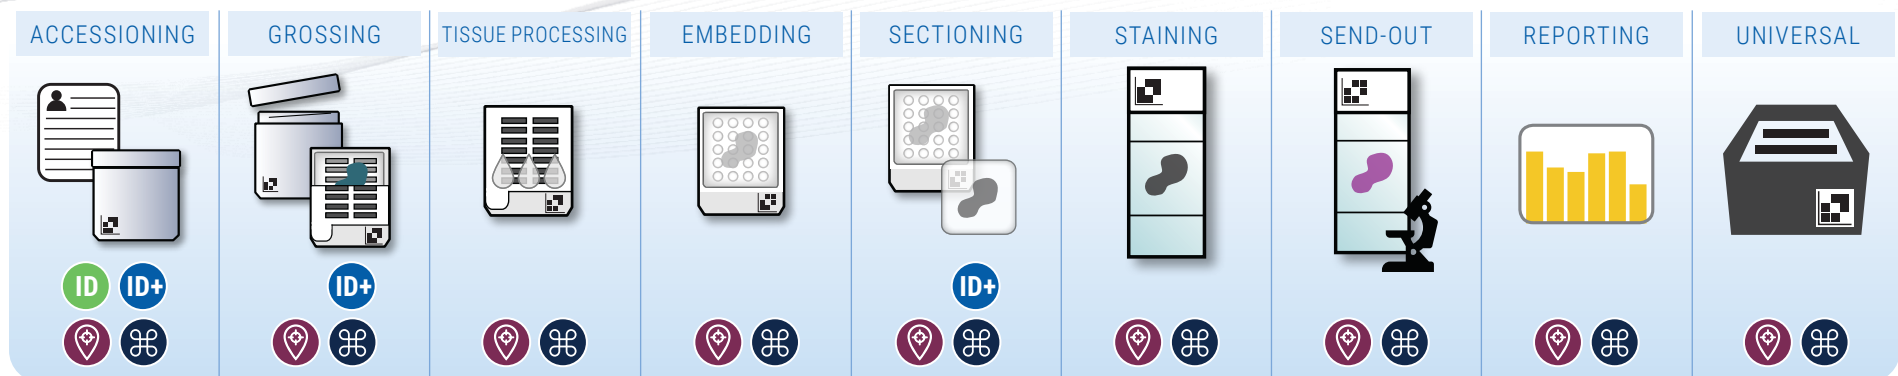 ACCESSIONING
GROSSING
TISSUE PROCESSING
EMBEDDING
SECTIONING
STAINING
SEND-OUT
REPORTING
UNIVERSAL
ID ID+
ID+
ID+